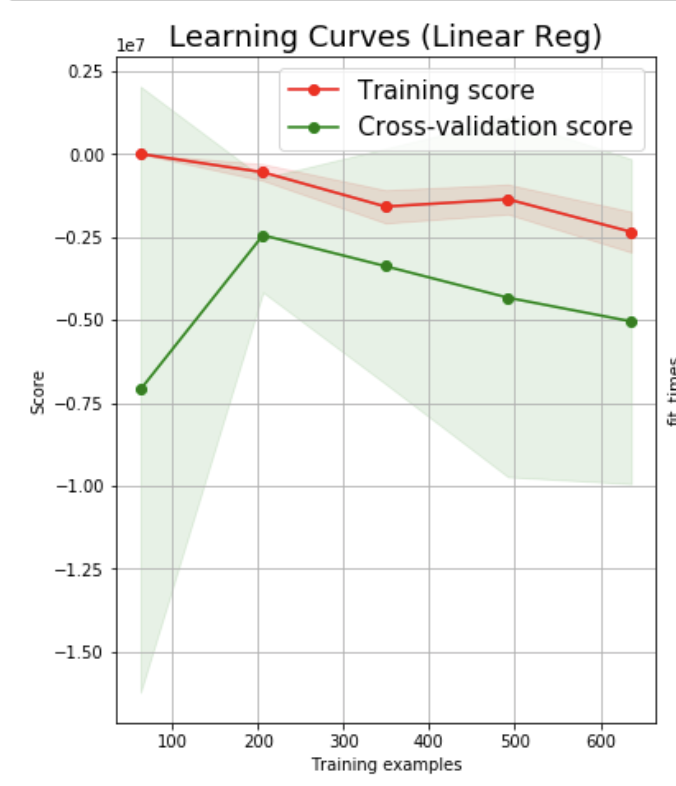 Learning Curves (Linear Reg)
1e7
Training score
Cross-validation score
0.25
0.00
−0.25
−0.50
−0.75
−1.00
−1.25
−1.50
Score
fit_times
100 200 300 400 500 600
Training examples